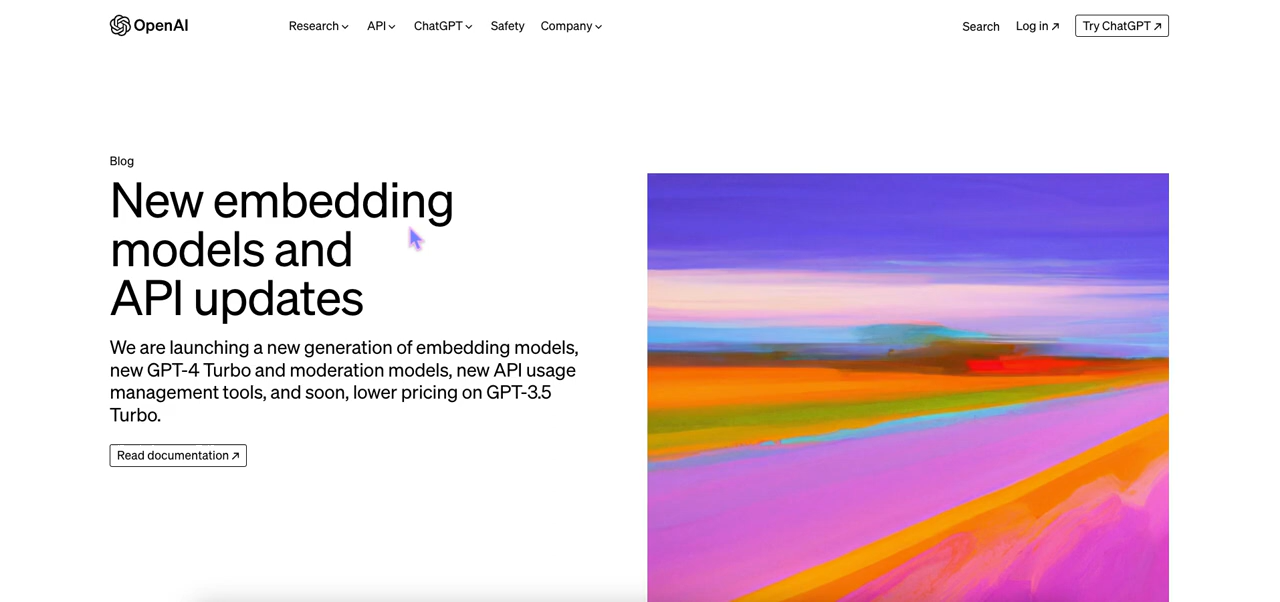 OpenAI
Research
API
ChatGPT
Safety
Company
Search
Log in ↗
Try ChatGPT ↗
Blog
New embedding
models and
API updates
We are launching a new generation of embedding models,
new GPT-4 Turbo and moderation models, new API usage
management tools, and soon, lower pricing on GPT-3.5
Turbo.
Read documentation ↗